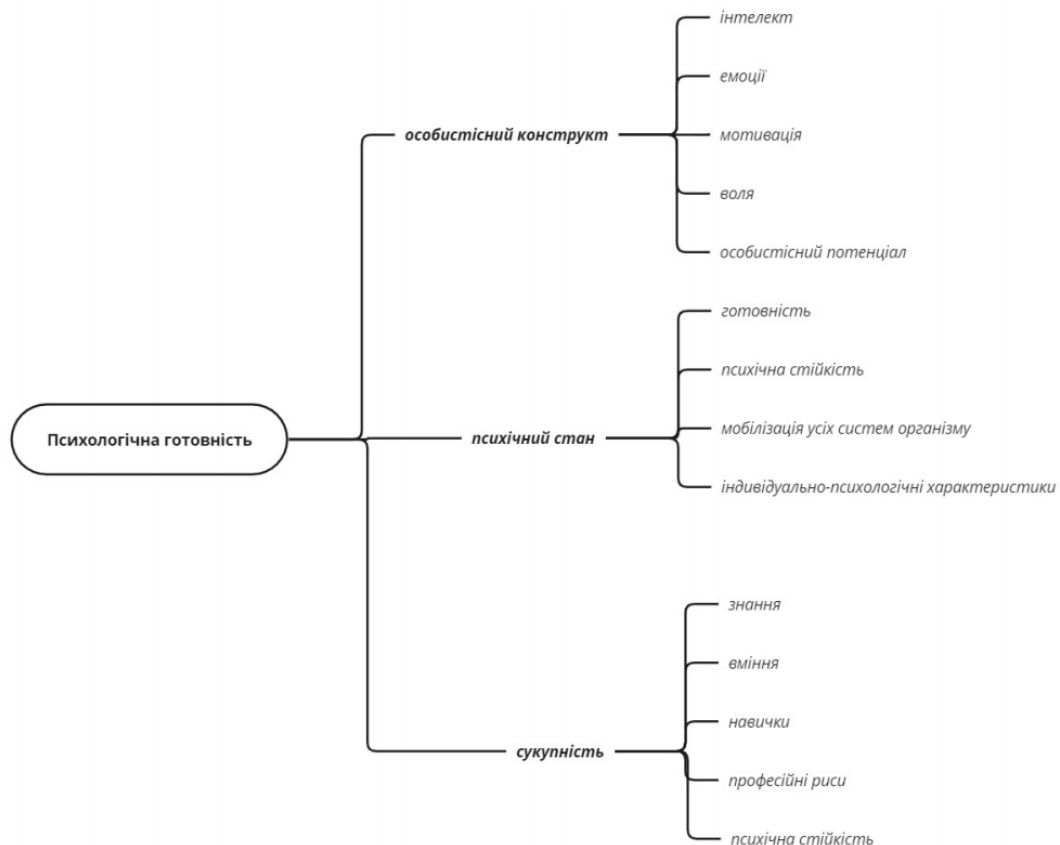 інтелект
емоції
особистісний конструкт
мотивація
воля
особистісний потенціал
готовність
психічна стійкість
Психологічна готовність
психічний стан
мобілізація усіх систем організму
індивідуально-психологічні характеристики
знання
вміння
навички
сукупність
професійні риси
психічна стійкість